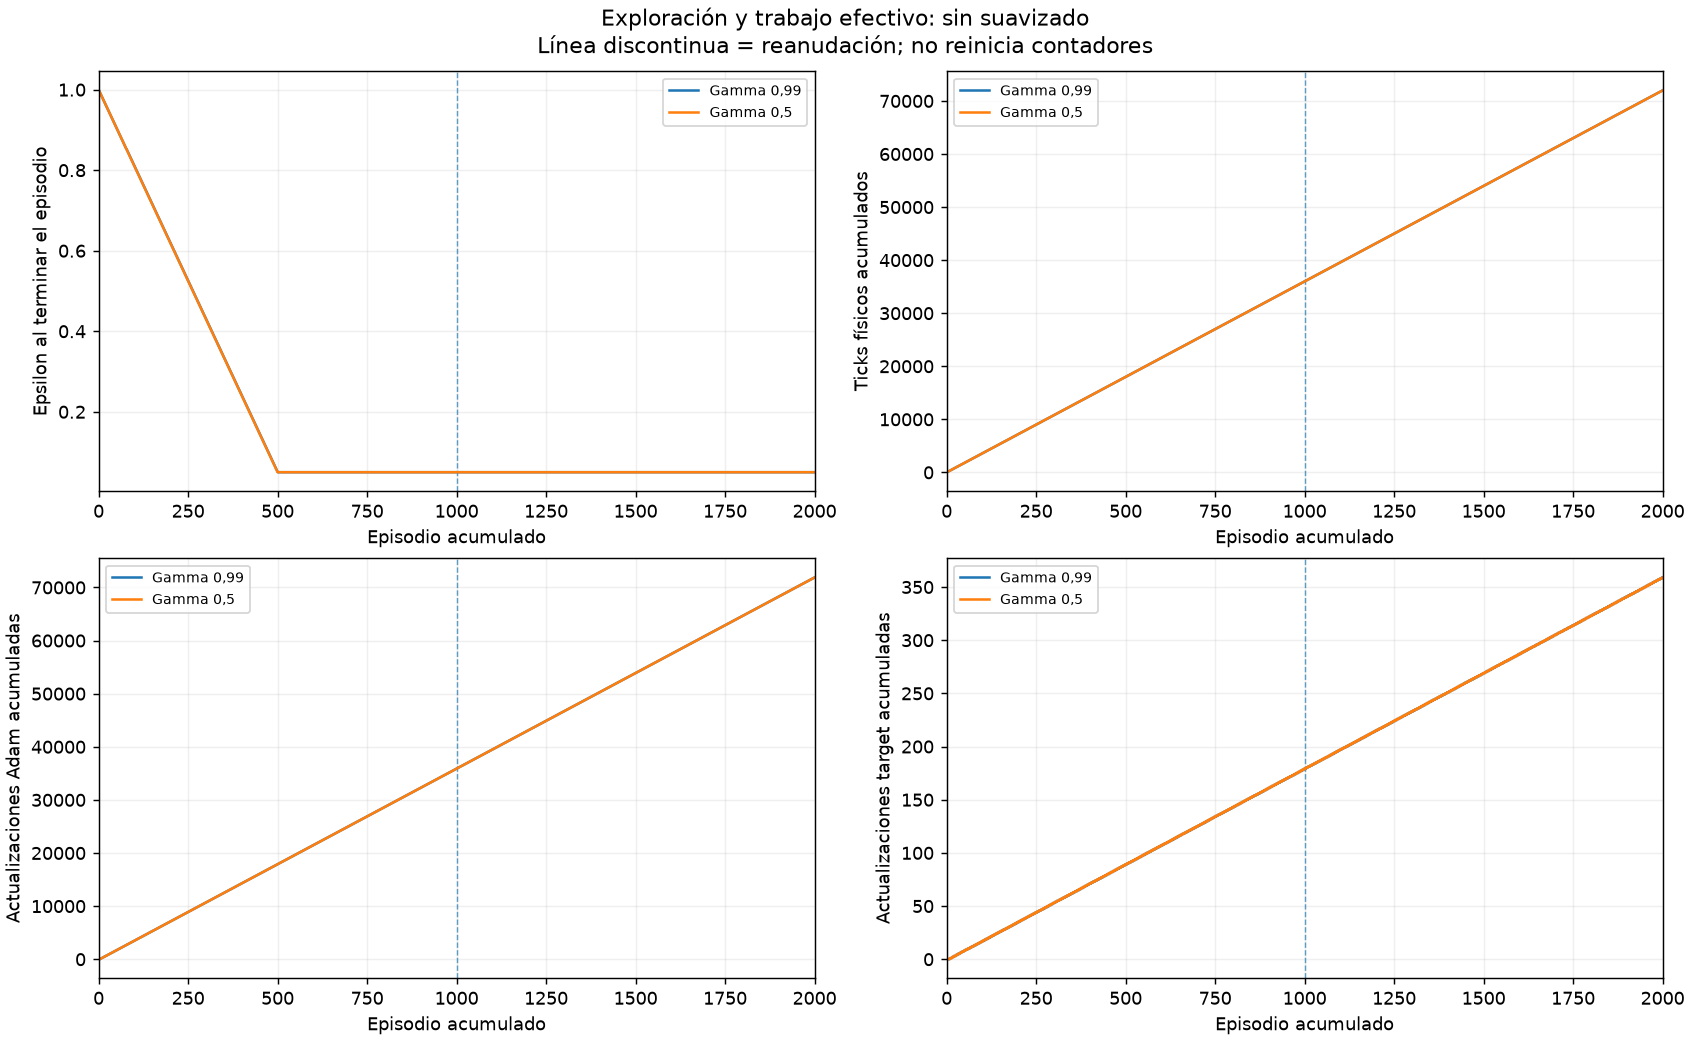 Exploración y trabajo efectivo: sin suavizado
Línea discontinua = reanudación; no reinicia contadores
Epsilon al terminar el episodio
1.0
0.8
0.6
0.4
0.2
Gamma 0,99
Gamma 0,5
0 250 500 750 1000 1250 1500 1750 2000
Episodio acumulado
Ticks físicos acumulados
70000
60000
50000
40000
30000
20000
10000
0
Gamma 0,99
Gamma 0,5
0 250 500 750 1000 1250 1500 1750 2000
Episodio acumulado
Actualizaciones Adam acumuladas
70000
60000
50000
40000
30000
20000
10000
0
Gamma 0,99
Gamma 0,5
0 250 500 750 1000 1250 1500 1750 2000
Episodio acumulado
Actualizaciones target acumuladas
350
300
250
200
150
100
50
0
Gamma 0,99
Gamma 0,5
0 250 500 750 1000 1250 1500 1750 2000
Episodio acumulado